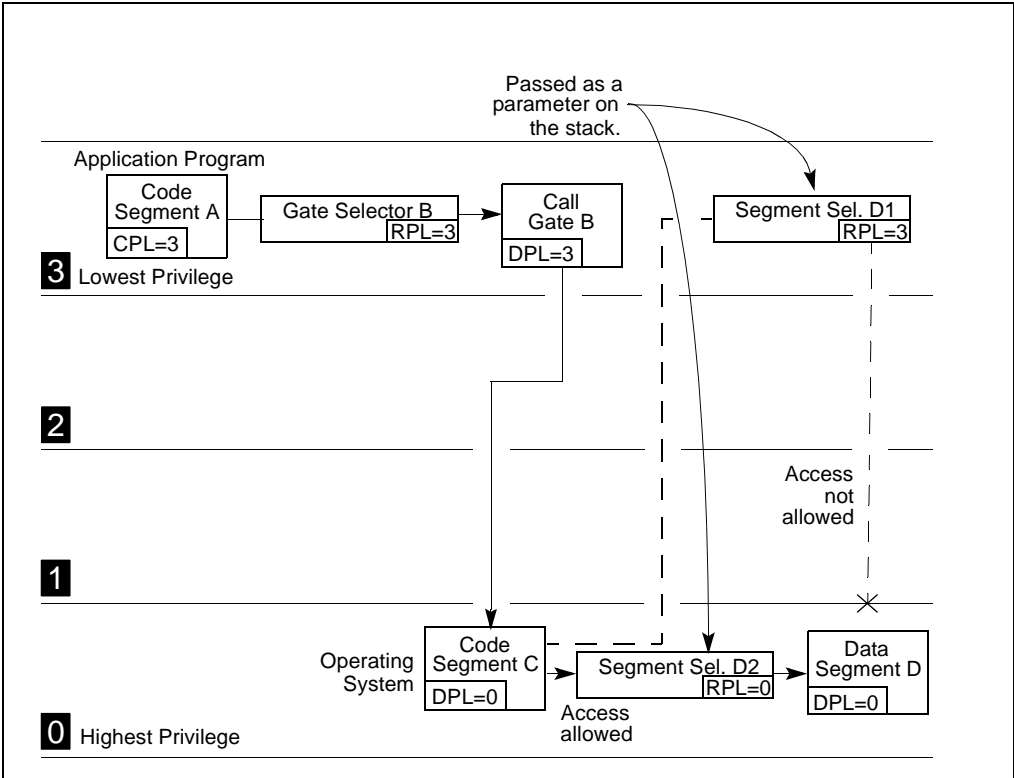 Passed as a
parameter on
the stack.
Application Program
Code
Segment A
CPL=3
Gate Selector B
RPL=3
Call
Gate B
DPL=3
Segment Sel. D1
RPL=3
3 Lowest Privilege
2
Access
not
allowed
1
Operating
System
Code
Segment C
DPL=0
Segment Sel. D2
RPL=0
Access
allowed
Data
Segment D
DPL=0
0 Highest Privilege